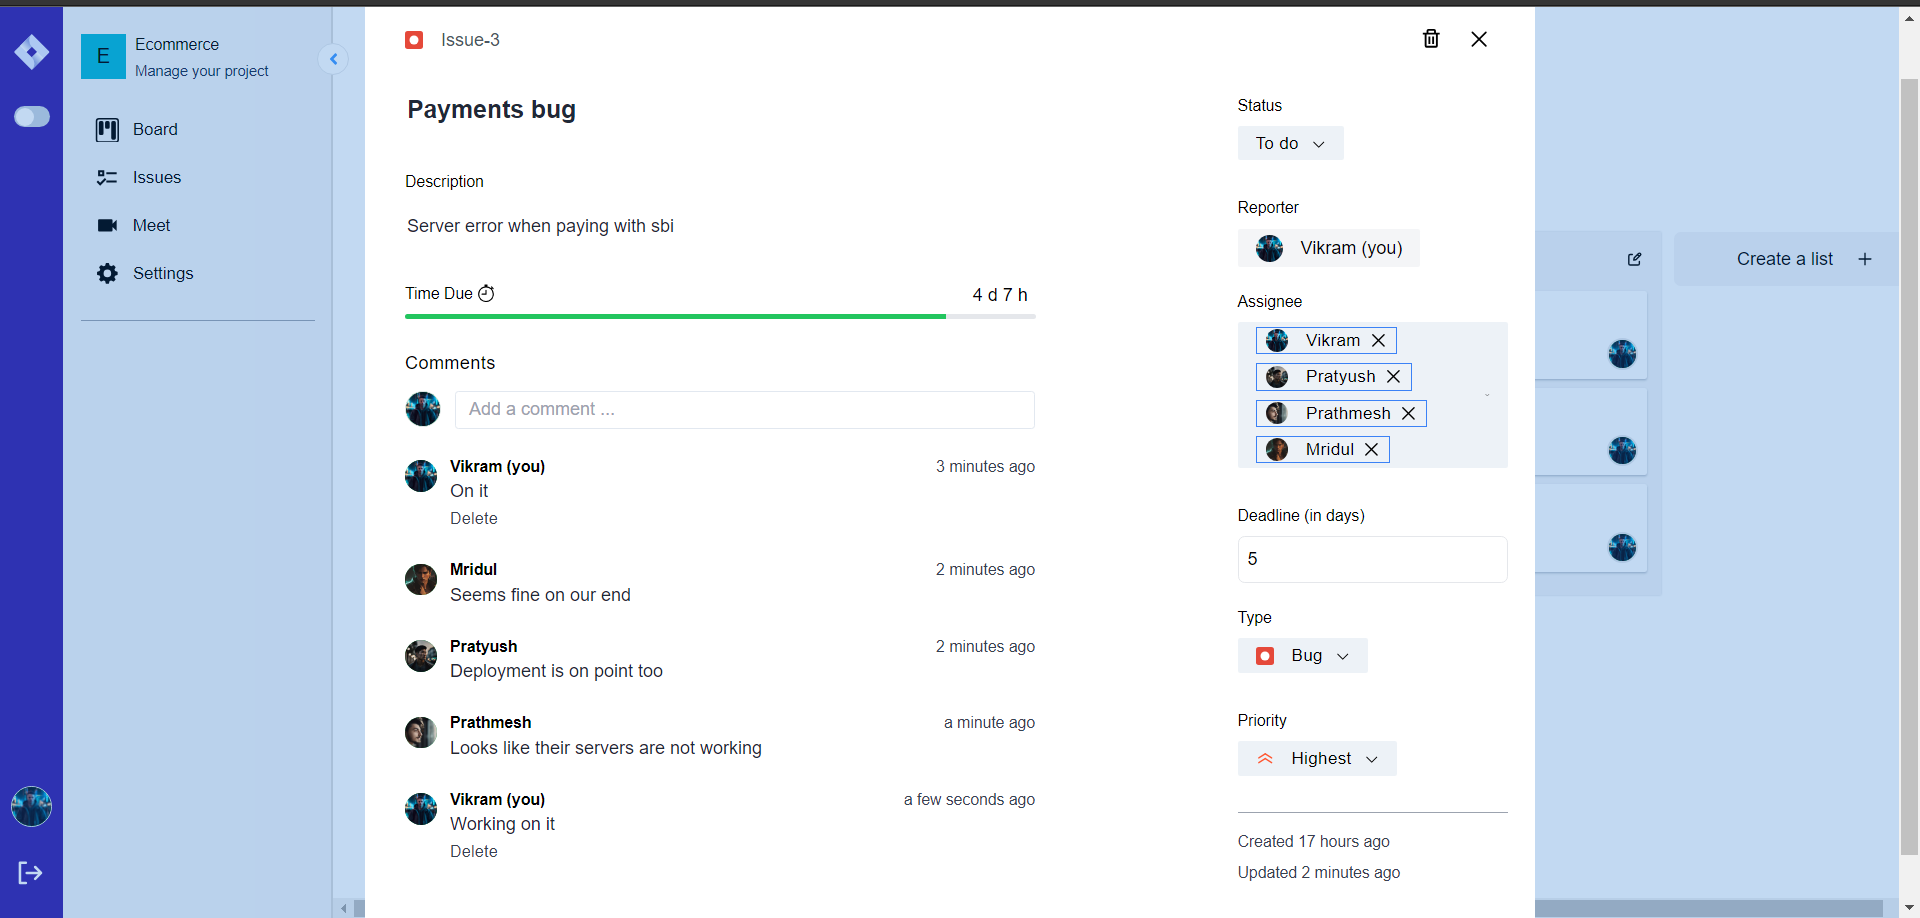 E
Ecommerce
Manage your project
Board
Issues
Meet
Settings
Issue-3
Payments bug
Description
Server error when paying with sbi
Time Due
4 d 7 h
Comments
Add a comment ...
Vikram (you)
3 minutes ago
On it
Delete
Mridul
2 minutes ago
Seems fine on our end
Pratyush
2 minutes ago
Deployment is on point too
Prathmesh
a minute ago
Looks like their servers are not working
Vikram (you)
a few seconds ago
Working on it
Delete
Status
To do
Reporter
Vikram (you)
Assignee
Vikram
Pratyush
Prathmesh
Mridul
Deadline (in days)
5
Type
Bug
Priority
Highest
Created 17 hours ago
Updated 2 minutes ago
Create a list